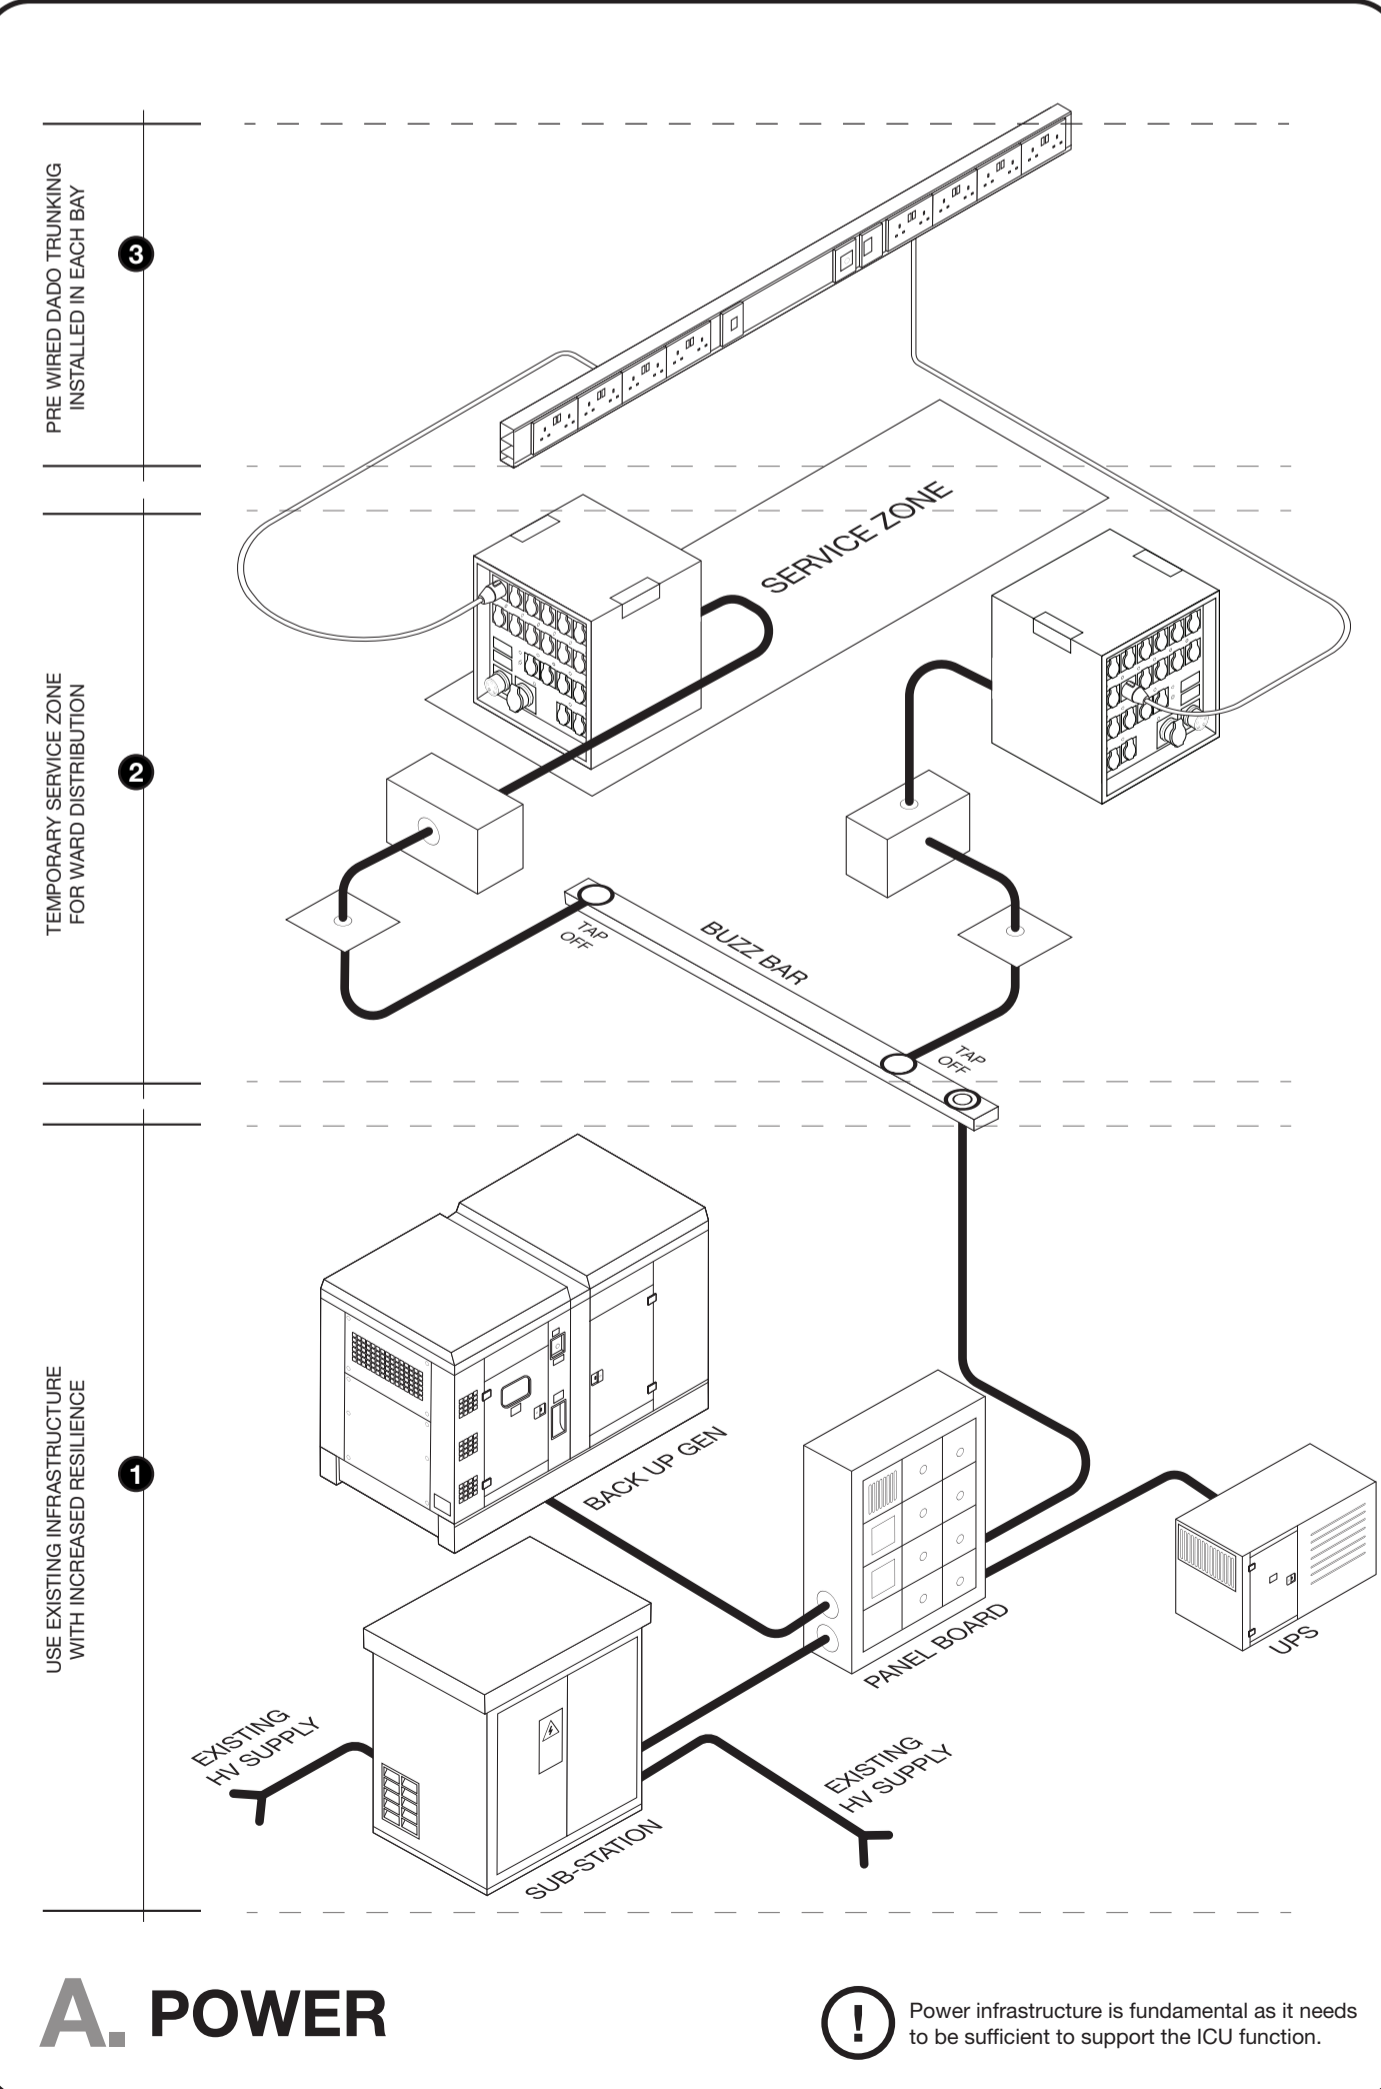 PRE WIRED DADO TRUNKING
INSTALLED IN EACH BAY
3
SERVICE ZONE
TEMPORARY SERVICE ZONE
FOR WARD DISTRIBUTION
2
TAP
OFF
BUZZ BAR
TAP
OFF
USE EXISTING INFRASTRUCTURE
WITH INCREASED RESILIENCE
1
BACK UP GEN
PANEL BOARD
UPS
EXISTING
HV SUPPLY
EXISTING
HV SUPPLY
SUB-STATION
A. POWER
!
Power infrastructure is fundamental as it needs
to be sufficient to support the ICU function.